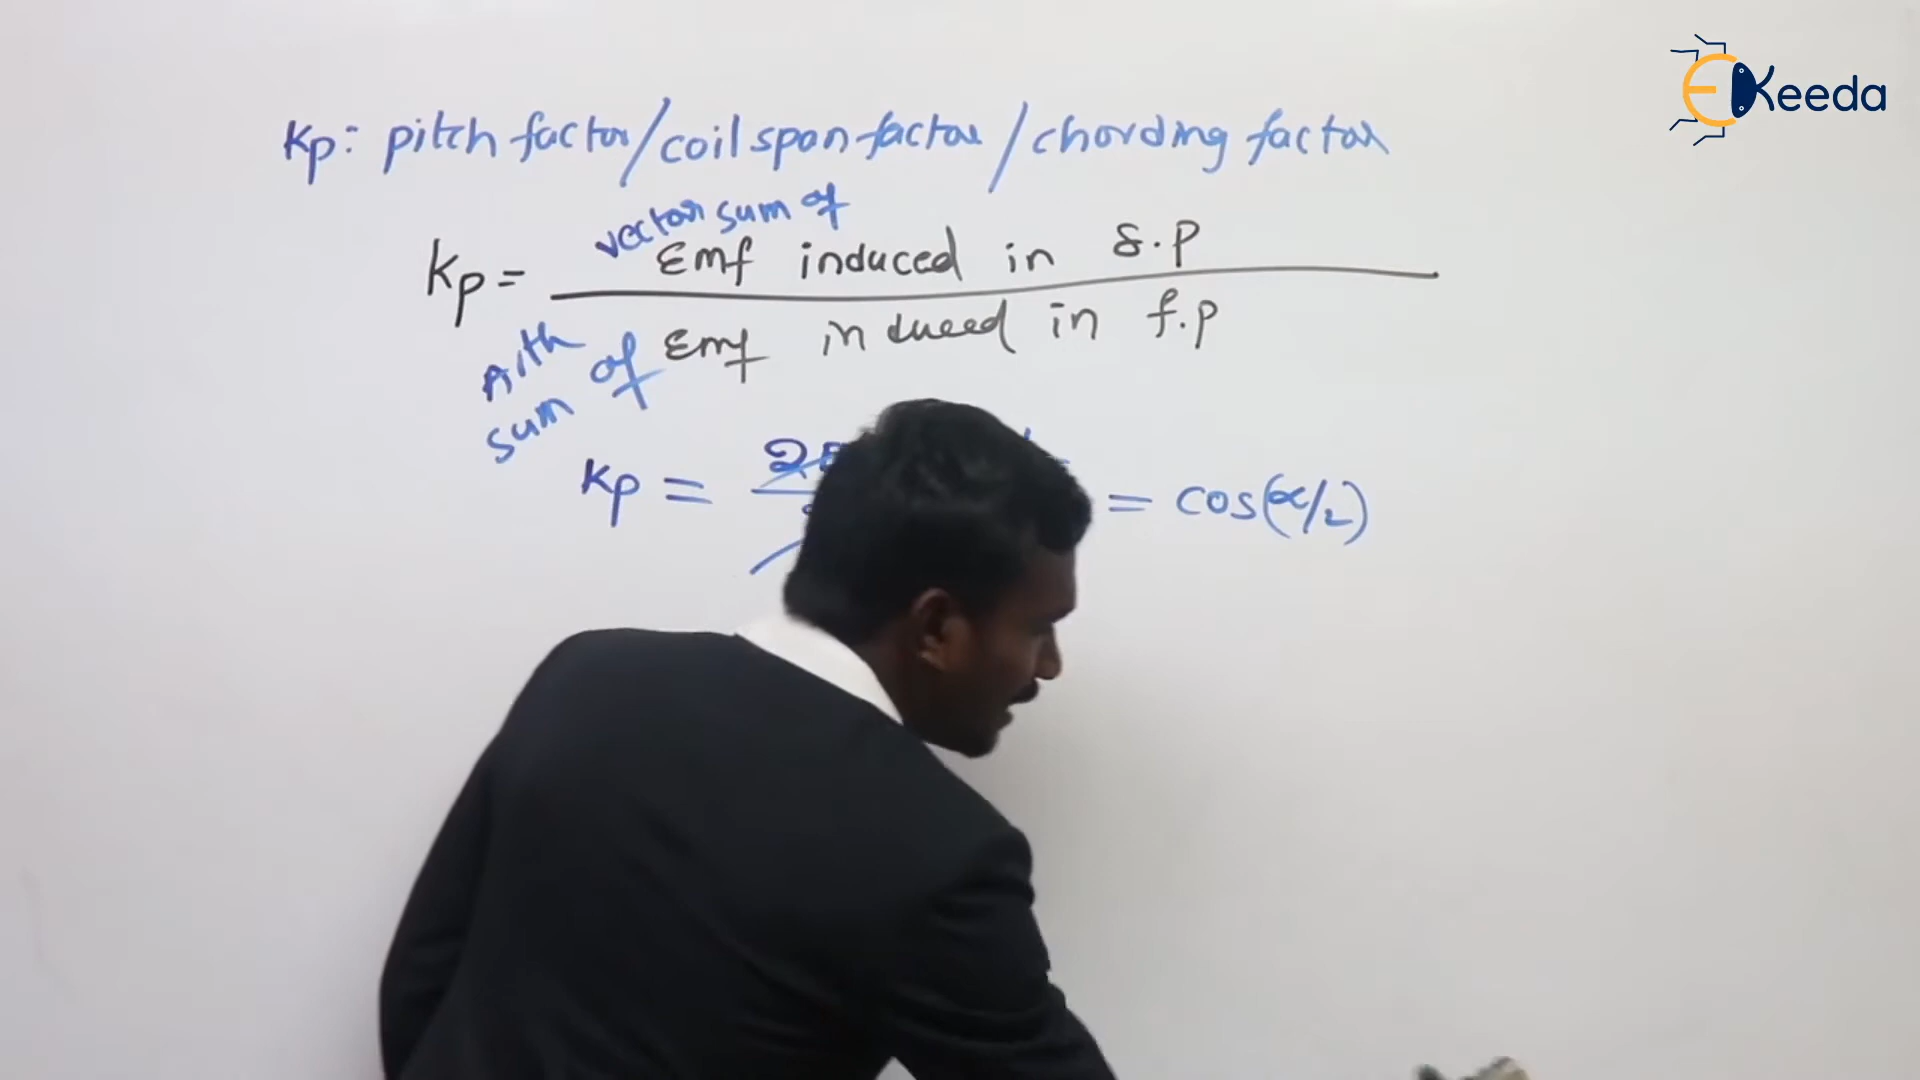 EKeeda
Kp: pitch factor/coil span factor/chording factor
vector sum of
Kp = Emf induced in S.P
Arith sum of Emf induced in f.p
Kp = = cos(α/2)